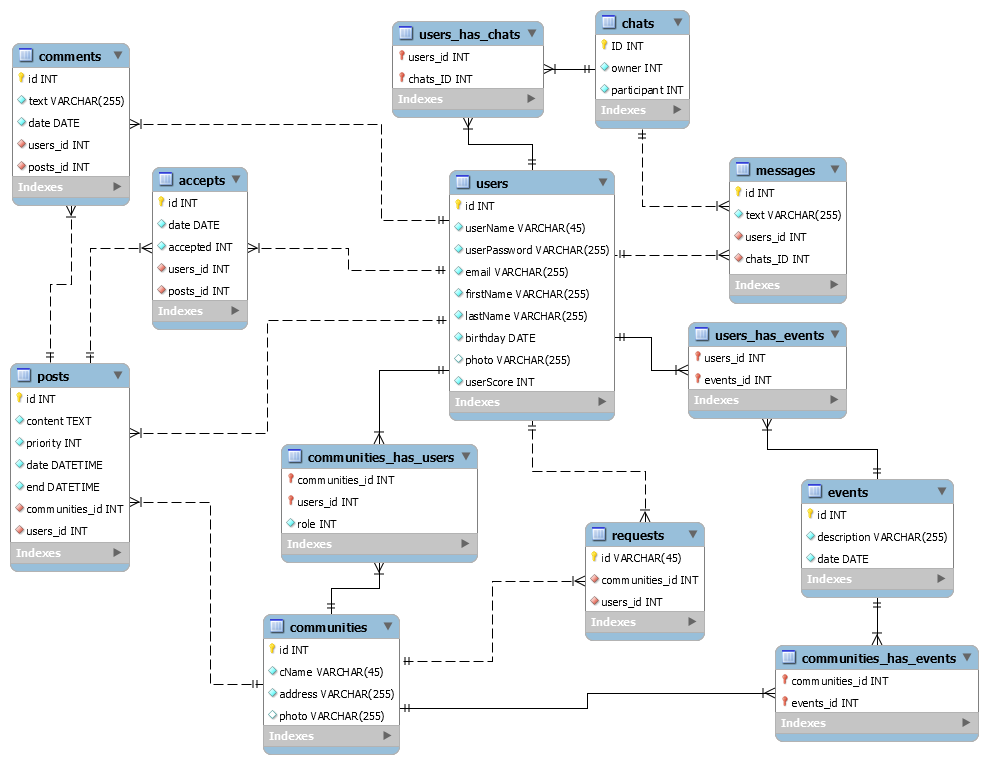 users_has_chats
users_id INT
chats_ID INT
Indexes
chats
ID INT
owner INT
participant INT
Indexes
comments
id INT
text VARCHAR(255)
date DATE
users_id INT
posts_id INT
Indexes
accepts
id INT
date DATE
accepted INT
users_id INT
posts_id INT
Indexes
users
id INT
userName VARCHAR(45)
userPassword VARCHAR(255)
email VARCHAR(255)
firstName VARCHAR(255)
lastName VARCHAR(255)
birthday DATE
photo VARCHAR(255)
userScore INT
Indexes
messages
id INT
text VARCHAR(255)
users_id INT
chats_ID INT
Indexes
users_has_events
users_id INT
events_id INT
Indexes
posts
id INT
content TEXT
priority INT
date DATETIME
end DATETIME
communities_id INT
users_id INT
Indexes
communities_has_users
communities_id INT
users_id INT
role INT
Indexes
requests
id VARCHAR(45)
communities_id INT
users_id INT
Indexes
events
id INT
description VARCHAR(255)
date DATE
Indexes
communities
id INT
cName VARCHAR(45)
address VARCHAR(255)
photo VARCHAR(255)
Indexes
communities_has_events
communities_id INT
events_id INT
Indexes